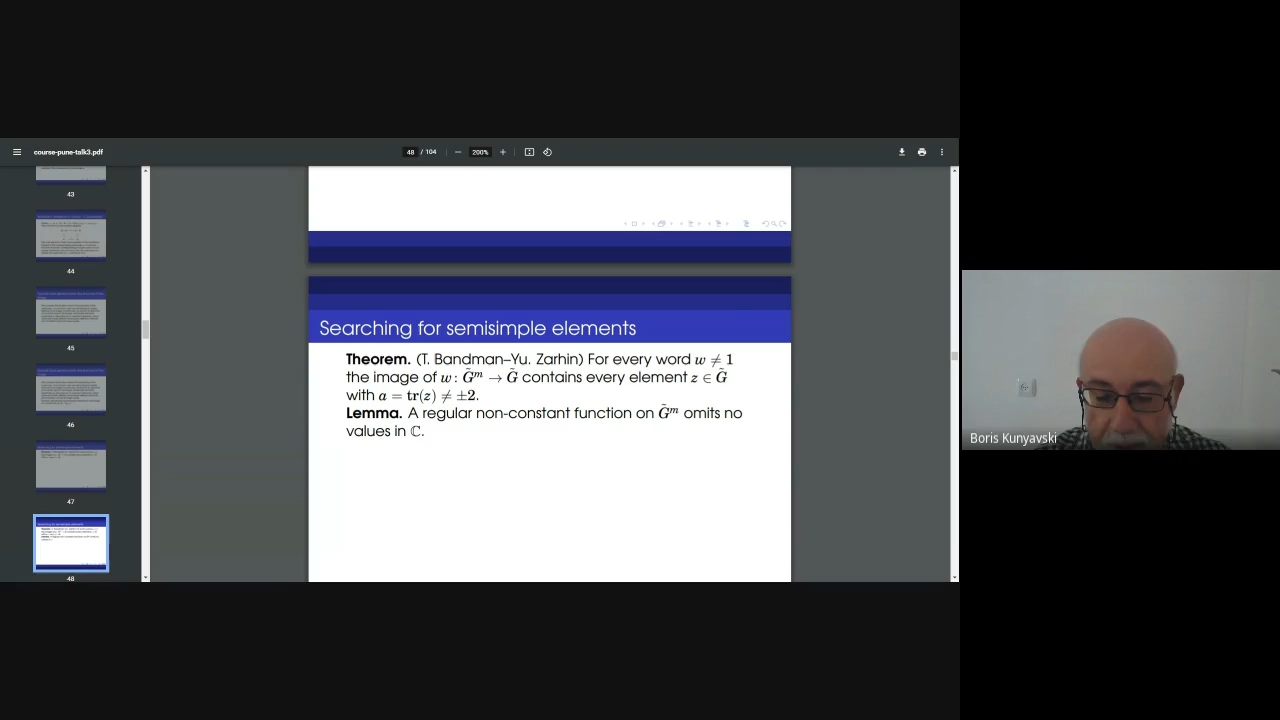 course-pune-talk3.pdf
48 / 104
200%
43
44
45
46
47
48
Searching for semisimple elements
Theorem. (T. Bandman–Yu. Zarhin) For every word w ≠ 1
the image of w : G̃ᵐ → G̃ contains every element z ∈ G̃
with a = tr(z) ≠ ±2.
Lemma. A regular non-constant function on G̃ᵐ omits no
values in ℂ.
Boris Kunyavski